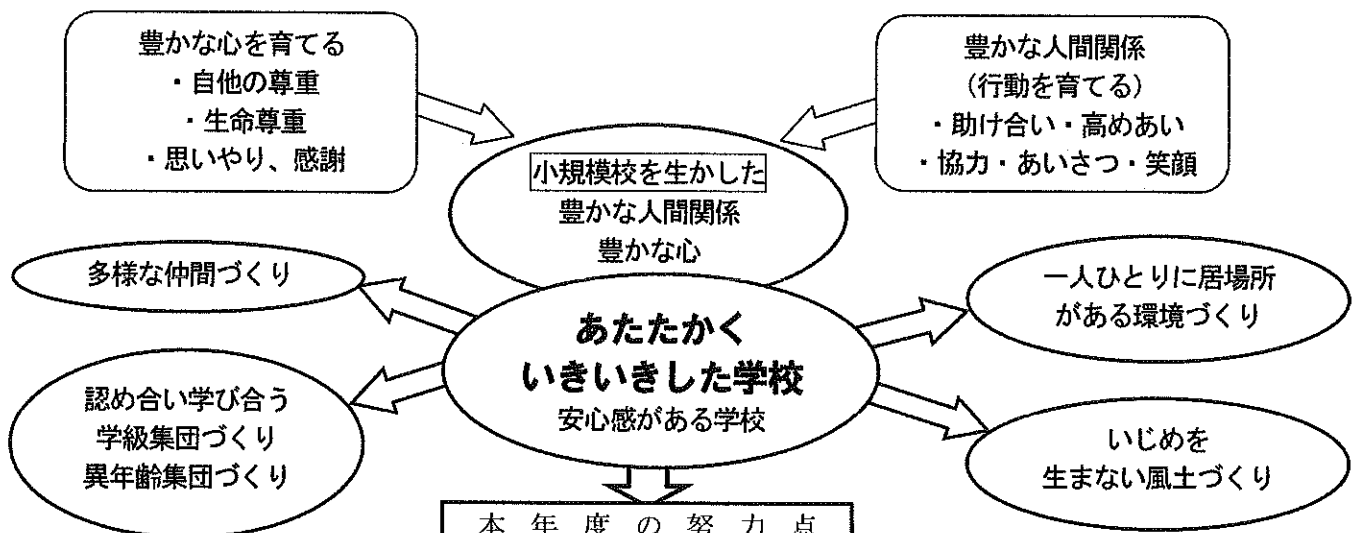 豊かな心を育てる
・自他の尊重
・生命尊重
・思いやり、感謝
豊かな人間関係
(行動を育てる)
・助け合い・高めあい
・協力・あいさつ・笑顔
小規模校を生かした
豊かな人間関係
豊かな心
多様な仲間づくり
一人ひとりに居場所
がある環境づくり
あたたかく
いきいきした学校
安心感がある学校
認め合い学び合う
学級集団づくり
異年齢集団づくり
いじめを
生まない風土づくり
本年度の努力点